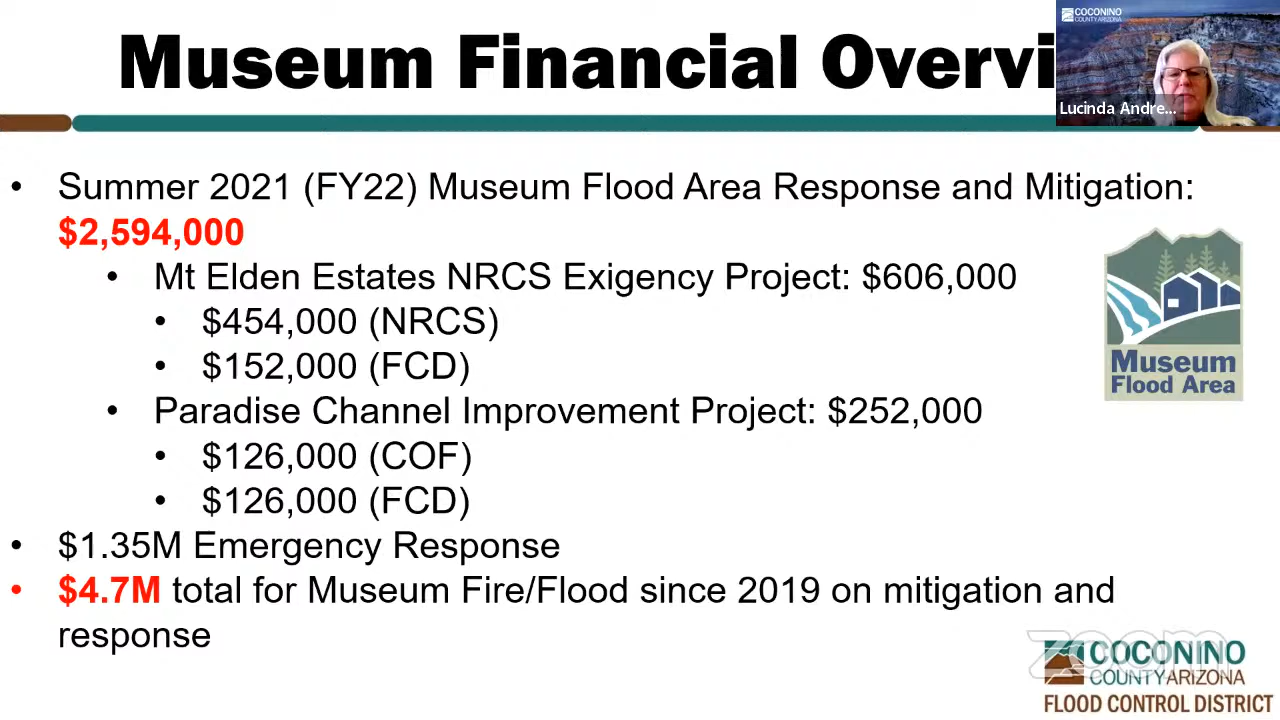 Museum Financial Overvi
COCONINO
COUNTY ARIZONA
Lucinda Andre...
• Summer 2021 (FY22) Museum Flood Area Response and Mitigation:
$2,594,000
• Mt Elden Estates NRCS Exigency Project: $606,000
• $454,000 (NRCS)
• $152,000 (FCD)
• Paradise Channel Improvement Project: $252,000
• $126,000 (COF)
• $126,000 (FCD)
• $1.35M Emergency Response
• $4.7M total for Museum Fire/Flood since 2019 on mitigation and
response
Museum
Flood Area
zoom
COCONINO
COUNTY ARIZONA
FLOOD CONTROL DISTRICT